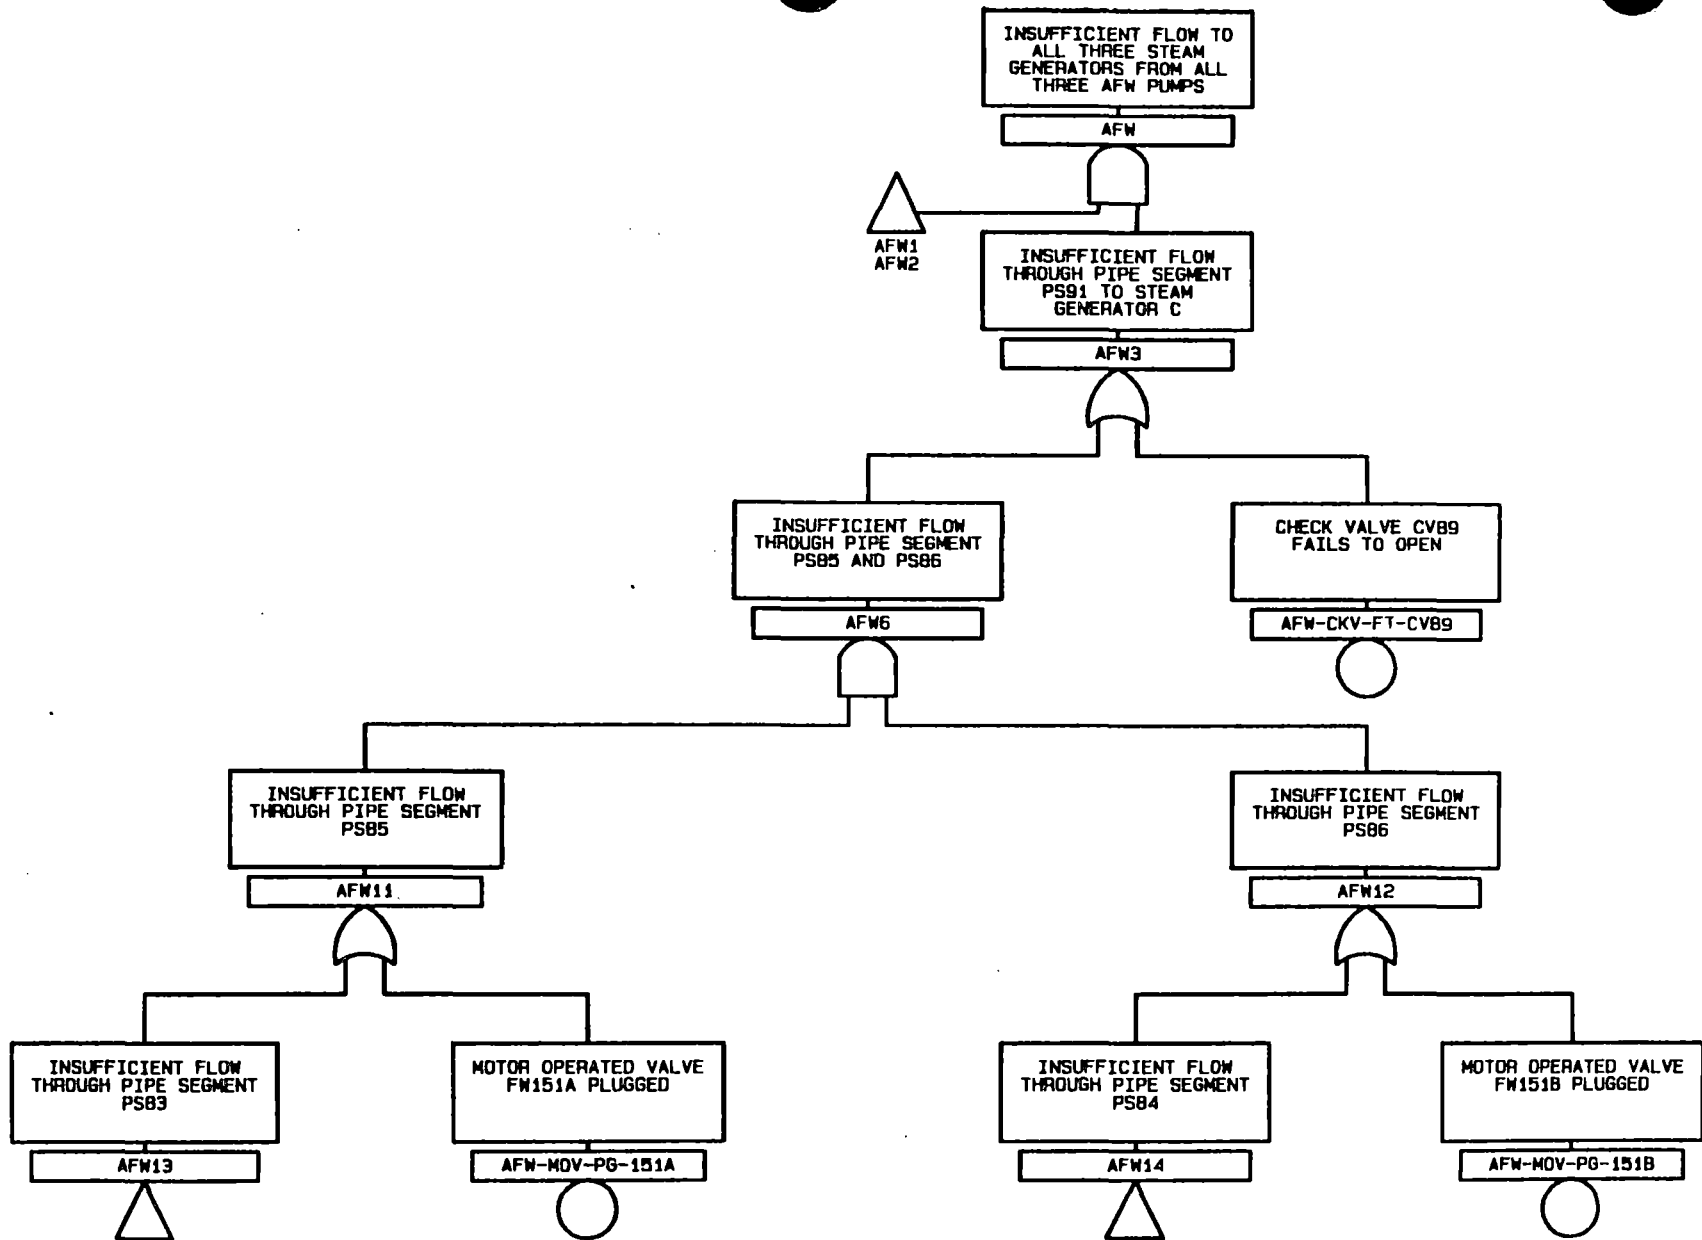 INSUFFICIENT FLOW TO
ALL THREE STEAM
GENERATORS FROM ALL
THREE AFW PUMPS
AFW
AFW1
AFW2
INSUFFICIENT FLOW
THROUGH PIPE SEGMENT
PS91 TO STEAM
GENERATOR C
AFW3
INSUFFICIENT FLOW
THROUGH PIPE SEGMENT
PS85 AND PS86
AFW6
CHECK VALVE CV89
FAILS TO OPEN
AFW-CKV-FT-CV89
INSUFFICIENT FLOW
THROUGH PIPE SEGMENT
PS85
AFW11
INSUFFICIENT FLOW
THROUGH PIPE SEGMENT
PS86
AFW12
INSUFFICIENT FLOW
THROUGH PIPE SEGMENT
PS83
AFW13
MOTOR OPERATED VALVE
FW151A PLUGGED
AFW-MOV-PG-151A
INSUFFICIENT FLOW
THROUGH PIPE SEGMENT
PS84
AFW14
MOTOR OPERATED VALVE
FW151B PLUGGED
AFW-MOV-PG-151B